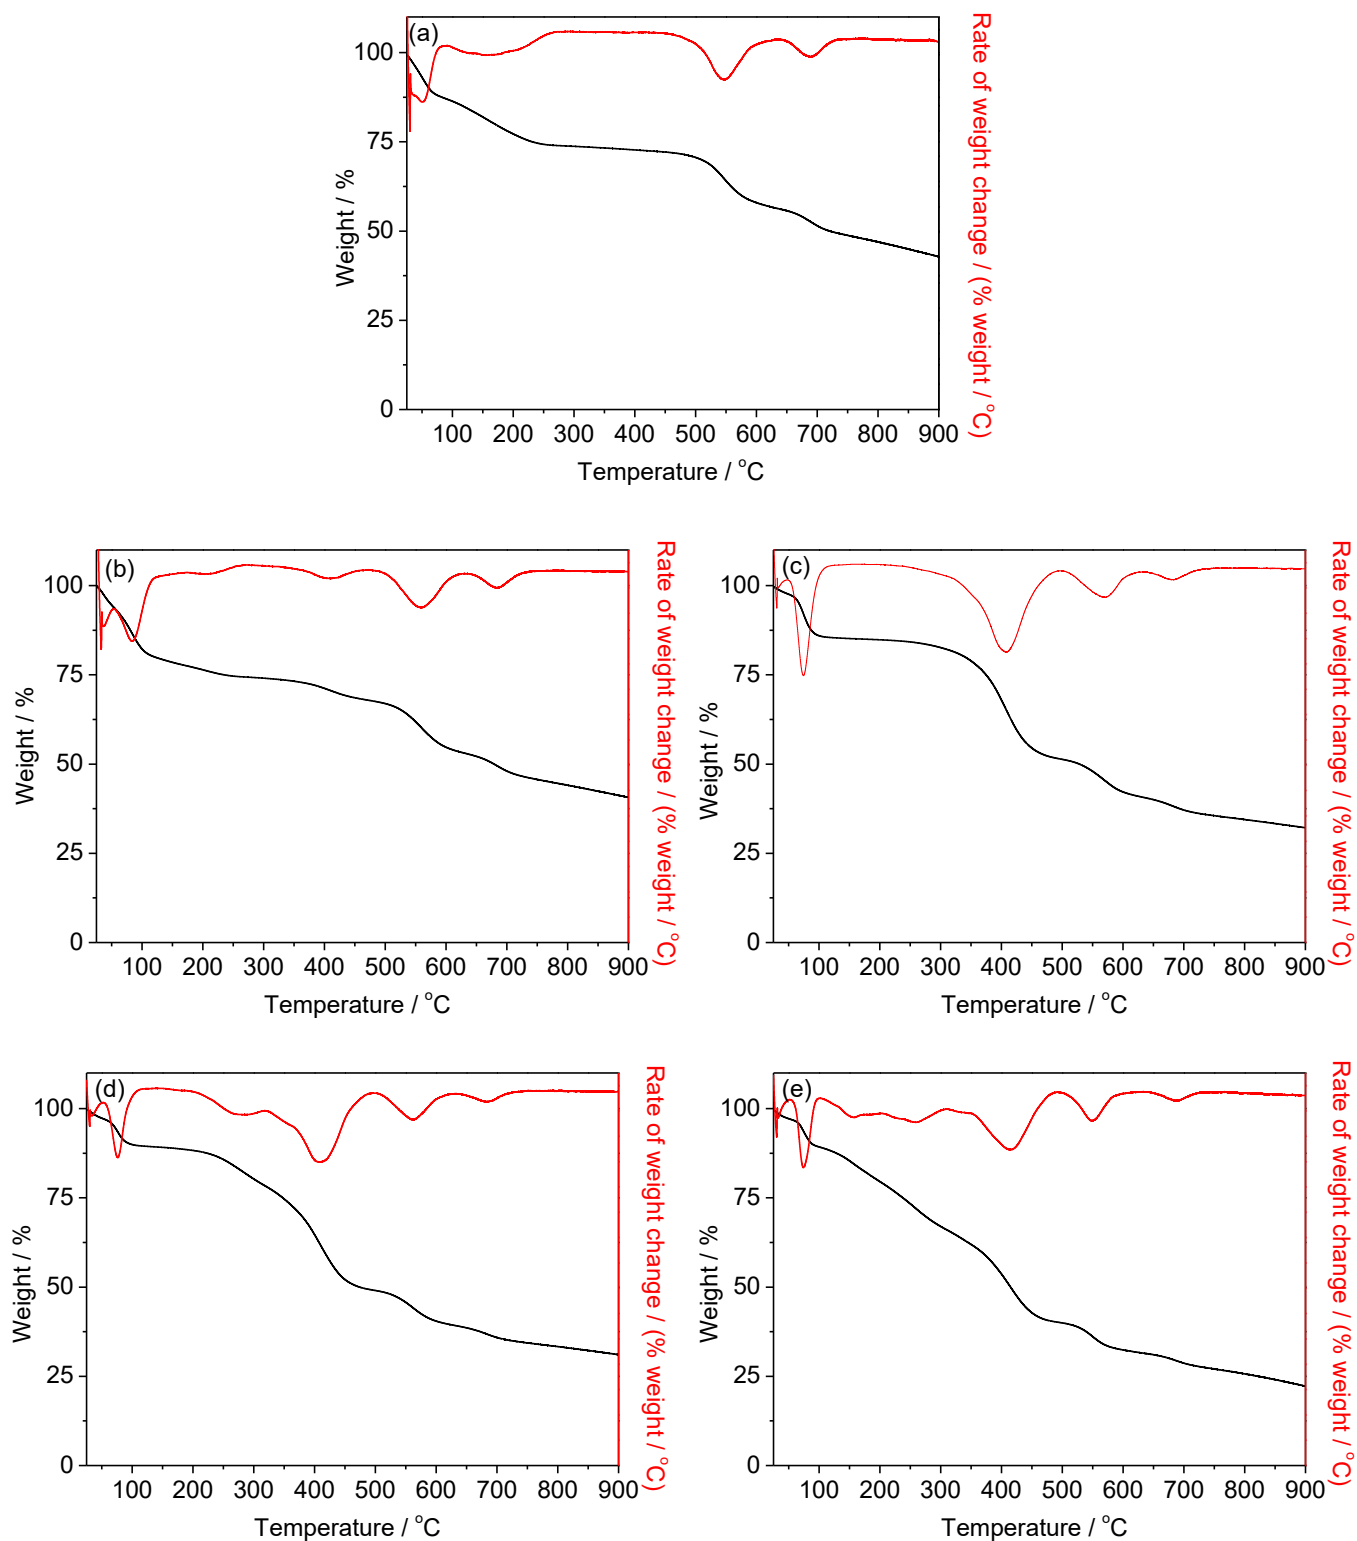 (a)
100
75
50
25
0
Weight / %
Rate of weight change / (% weight / °C)
100 200 300 400 500 600 700 800 900
Temperature / °C
(b)
100
75
50
25
0
Weight / %
Rate of weight change / (% weight / °C)
100 200 300 400 500 600 700 800 900
Temperature / °C
(c)
100
75
50
25
0
Weight / %
Rate of weight change / (% weight / °C)
100 200 300 400 500 600 700 800 900
Temperature / °C
(d)
100
75
50
25
0
Weight / %
Rate of weight change / (% weight / °C)
100 200 300 400 500 600 700 800 900
Temperature / °C
(e)
100
75
50
25
0
Weight / %
Rate of weight change / (% weight / °C)
100 200 300 400 500 600 700 800 900
Temperature / °C